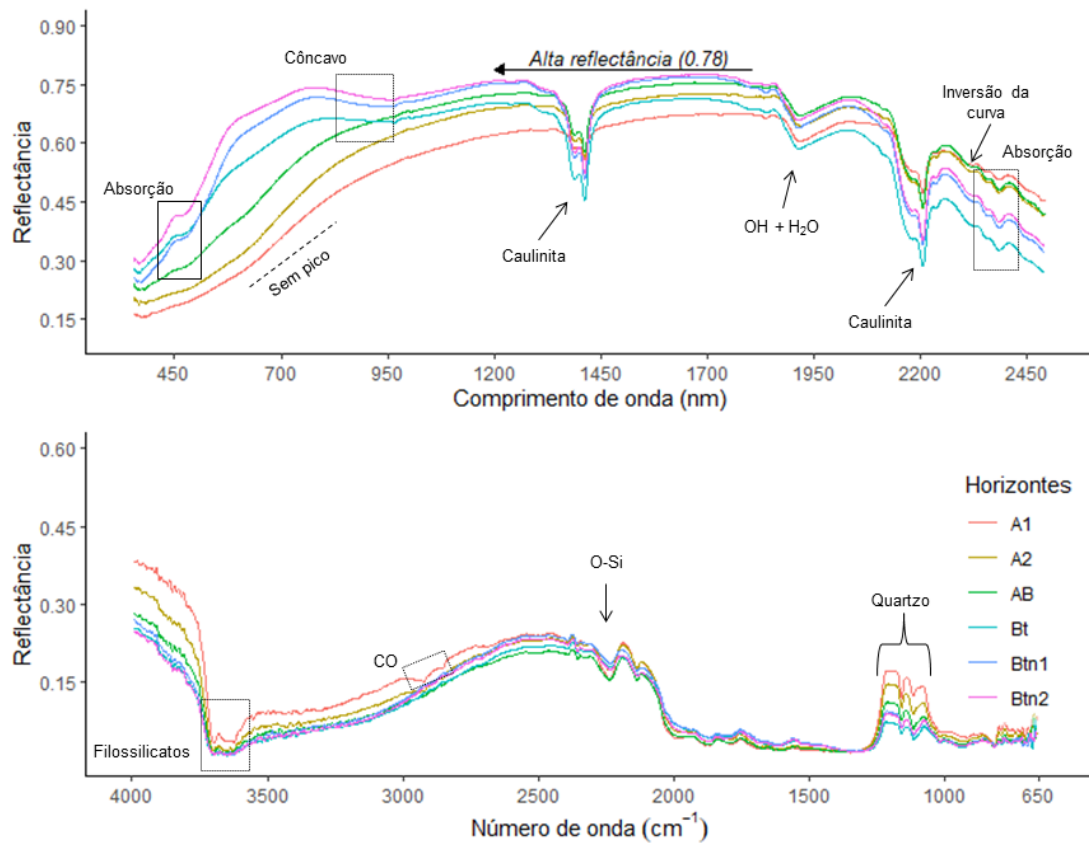 0.90
0.75
0.60
0.45
0.30
0.15
Reflectância
Côncavo
Alta reflectância (0.78)
Inversão da
curva
Absorção
Absorção
Sem pico
Caulinita
OH + H₂O
Caulinita
450
700
950
1200
1450
1700
1950
2200
2450
Comprimento de onda (nm)
0.60
0.45
0.30
0.15
Reflectância
Filossilicatos
CO
O-Si
Quartzo
Horizontes
A1
A2
AB
Bt
Btn1
Btn2
4000
3500
3000
2500
2000
1500
1000
650
Número de onda (cm⁻¹)